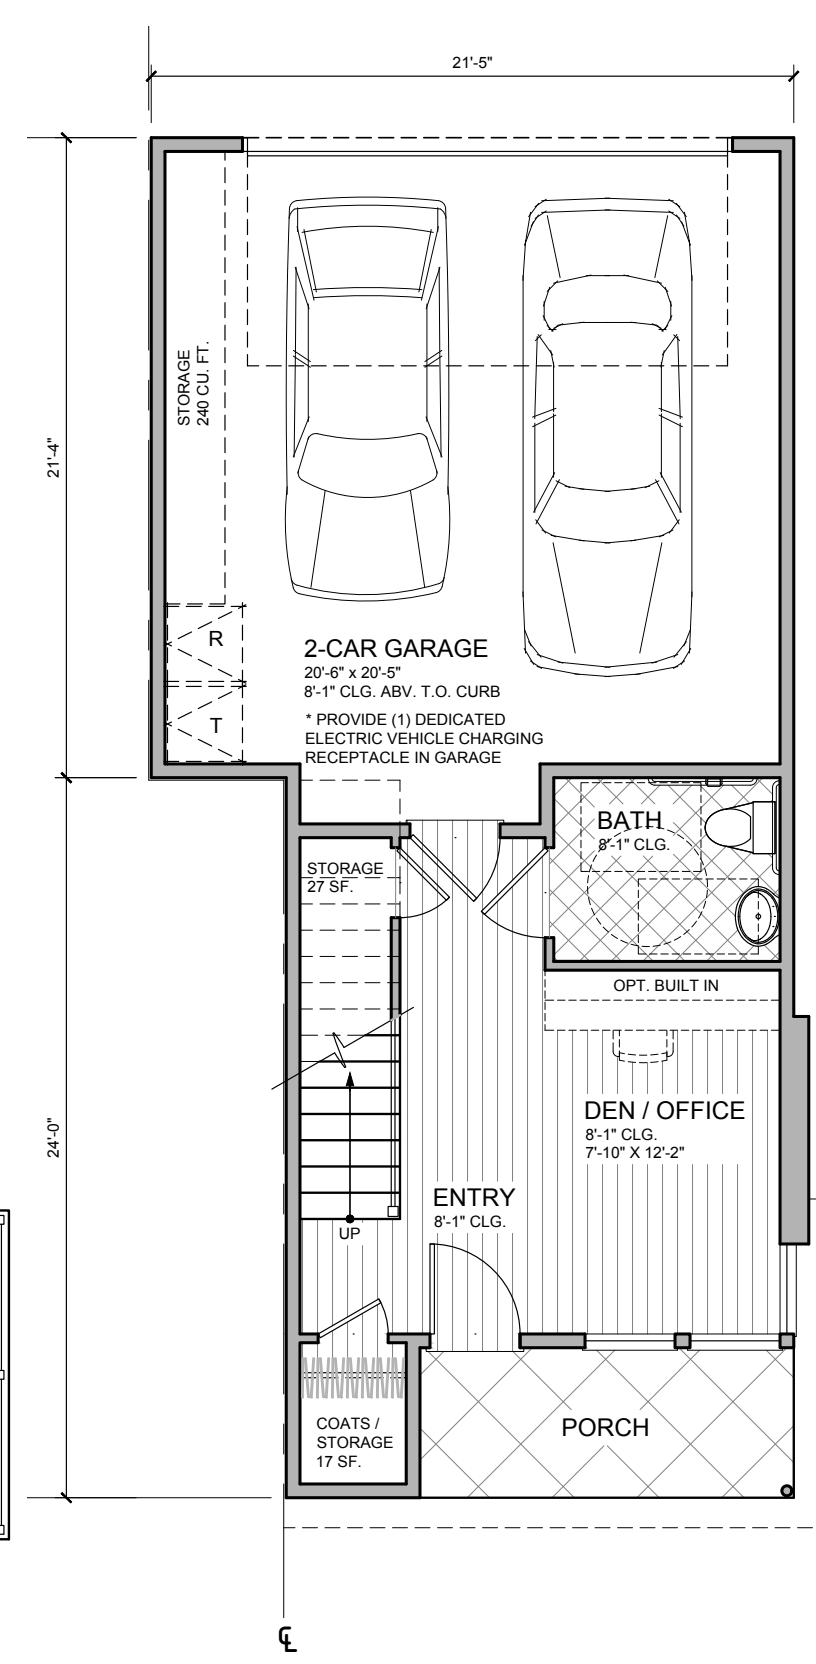 21'-5"
STORAGE
240 CU. FT.
21'-4"
R
2-CAR GARAGE
20'-6" x 20'-5"
8'-1" CLG. ABV. T.O. CURB
T
* PROVIDE (1) DEDICATED
ELECTRIC VEHICLE CHARGING
RECEPTACLE IN GARAGE
BATH
8'-1" CLG.
STORAGE
27 SF.
OPT. BUILT IN
DEN / OFFICE
8'-1" CLG.
7'-10" X 12'-2"
24'-0"
ENTRY
8'-1" CLG.
UP
COATS /
STORAGE
17 SF.
PORCH
℄